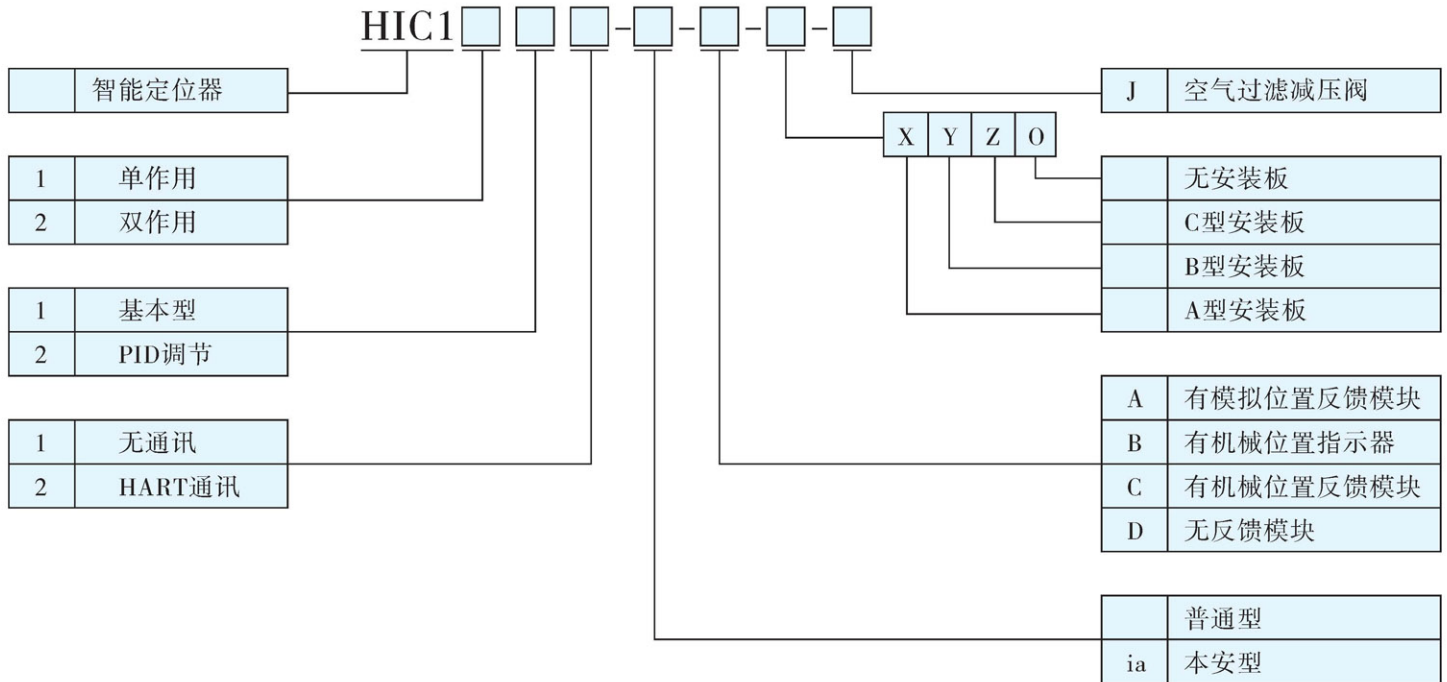 HIC1 - - - -
智能定位器
1 单作用
2 双作用
1 基本型
2 PID调节
1 无通讯
2 HART通讯
J 空气过滤减压阀
X Y Z O
无安装板
C型安装板
B型安装板
A型安装板
A 有模拟位置反馈模块
B 有机械位置指示器
C 有机械位置反馈模块
D 无反馈模块
普通型
ia 本安型